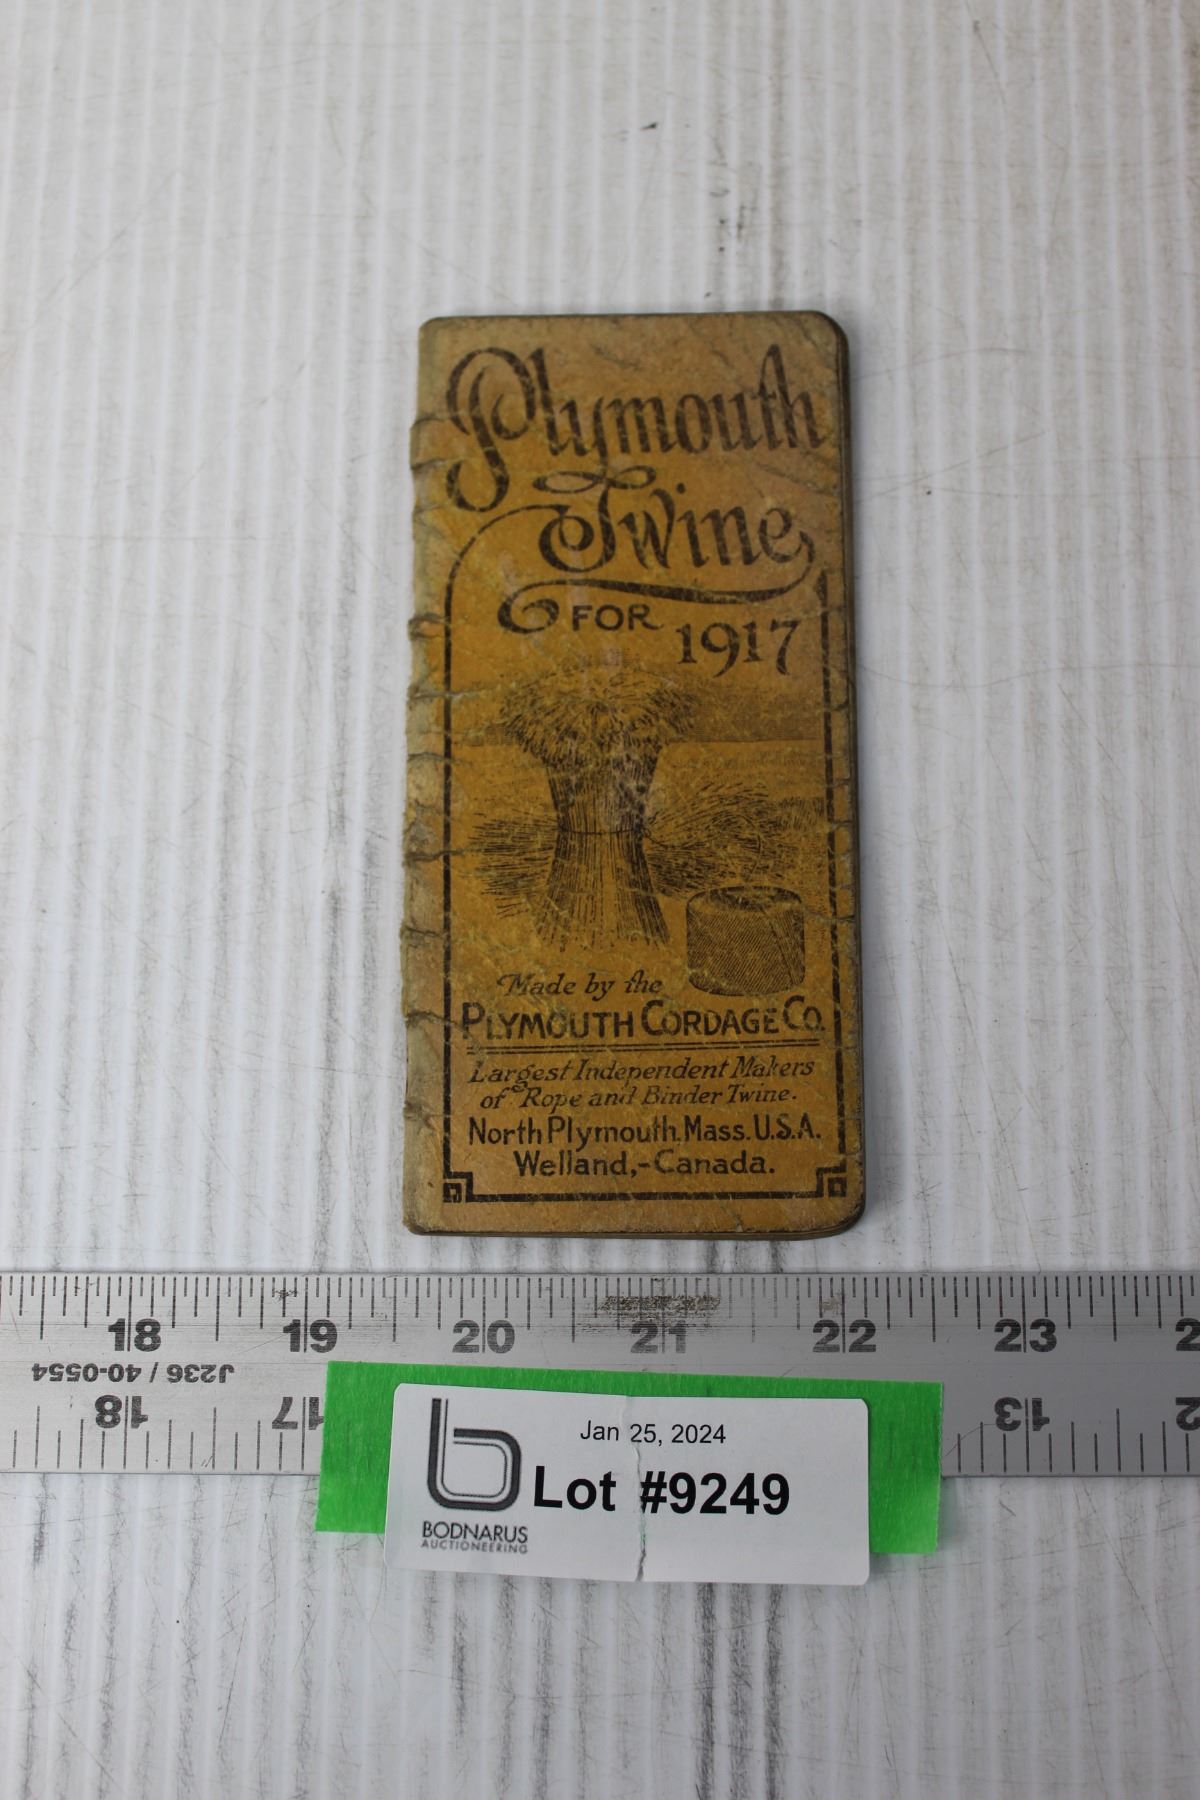 Plymouth
Twine
FOR 1917
Made by the
PLYMOUTH CORDAGE CO.
Largest Independent Makers
of Rope and Binder Twine.
North Plymouth, Mass. U.S.A.
Welland,-Canada.
18 19 20 21 22 23 2
J236 / 40-0554
18 17 13 2
Jan 25, 2024
Lot #9249
BODNARUS
AUCTIONEERING